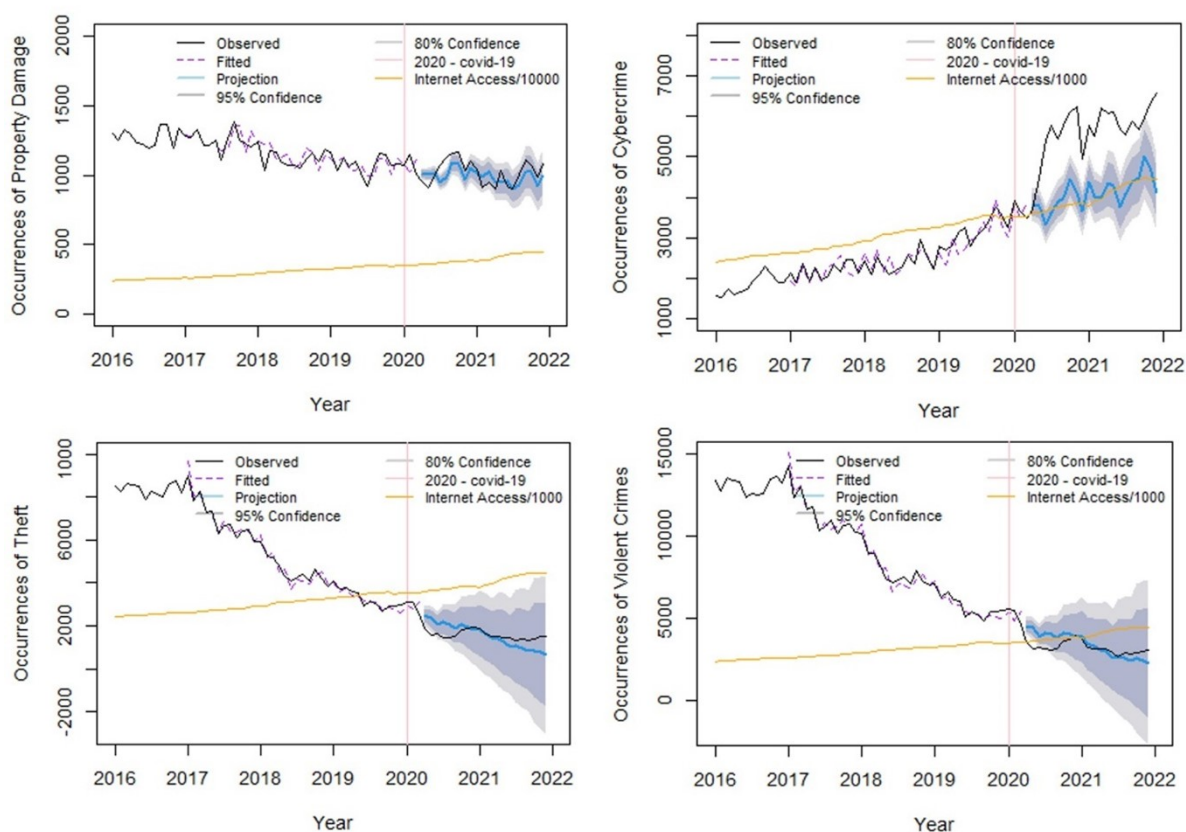 Occurrences of Property Damage
2000
1500
1000
500
0
Observed
Fitted
Projection
95% Confidence
80% Confidence
2020 - covid-19
Internet Access/10000
2016 2017 2018 2019 2020 2021 2022
Year
Occurrences of Cybercrime
7000
5000
3000
1000
Observed
Fitted
Projection
95% Confidence
80% Confidence
2020 - covid-19
Internet Access/1000
2016 2017 2018 2019 2020 2021 2022
Year
Occurrences of Theft
1000
6000
2000
-2000
Observed
Fitted
Projection
95% Confidence
80% Confidence
2020 - covid-19
Internet Access/1000
2016 2017 2018 2019 2020 2021 2022
Year
Occurrences of Violent Crimes
15000
10000
5000
0
Observed
Fitted
Projection
95% Confidence
80% Confidence
2020 - covid-19
Internet Access/1000
2016 2017 2018 2019 2020 2021 2022
Year